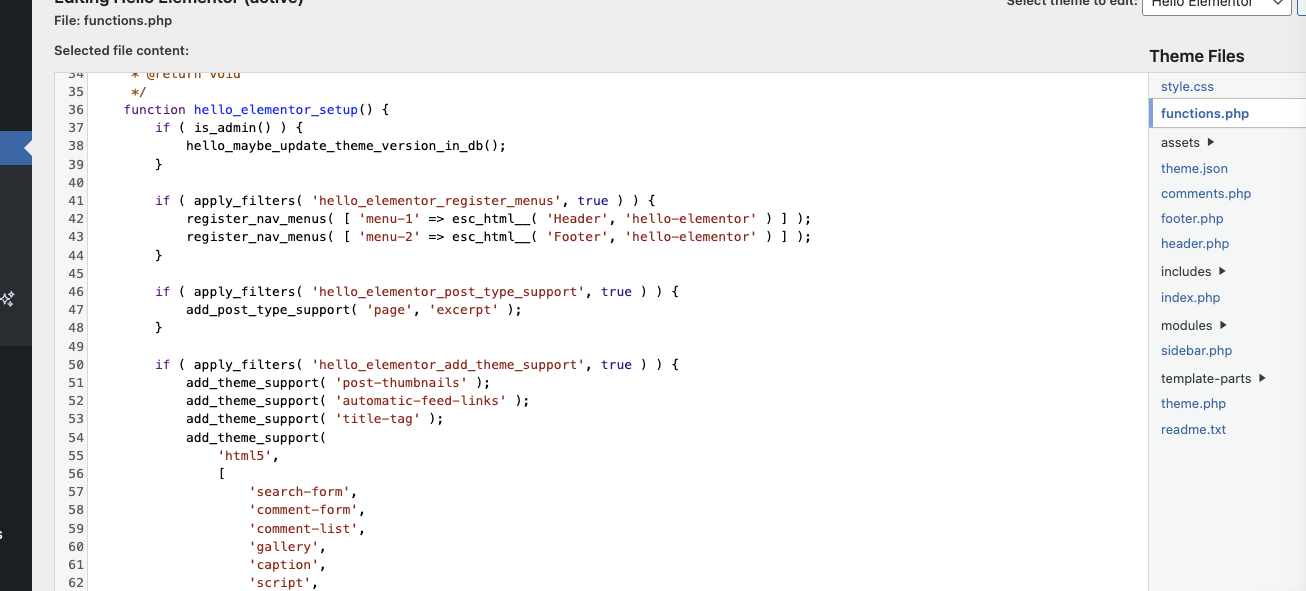 Editing Hello Elementor (active)
Select theme to edit: Hello Elementor
File: functions.php
Selected file content:
34 * @return void
35 */
36 function hello_elementor_setup() {
37 if ( is_admin() ) {
38 hello_maybe_update_theme_version_in_db();
39 }
40
41 if ( apply_filters( 'hello_elementor_register_menus', true ) ) {
42 register_nav_menus( [ 'menu-1' => esc_html__( 'Header', 'hello-elementor' ) ] );
43 register_nav_menus( [ 'menu-2' => esc_html__( 'Footer', 'hello-elementor' ) ] );
44 }
45
46 if ( apply_filters( 'hello_elementor_post_type_support', true ) ) {
47 add_post_type_support( 'page', 'excerpt' );
48 }
49
50 if ( apply_filters( 'hello_elementor_add_theme_support', true ) ) {
51 add_theme_support( 'post-thumbnails' );
52 add_theme_support( 'automatic-feed-links' );
53 add_theme_support( 'title-tag' );
54 add_theme_support(
55 'html5',
56 [
57 'search-form',
58 'comment-form',
59 'comment-list',
60 'gallery',
61 'caption',
62 'script',
Theme Files
style.css
functions.php
assets
theme.json
comments.php
footer.php
header.php
includes
index.php
modules
sidebar.php
template-parts
theme.php
readme.txt